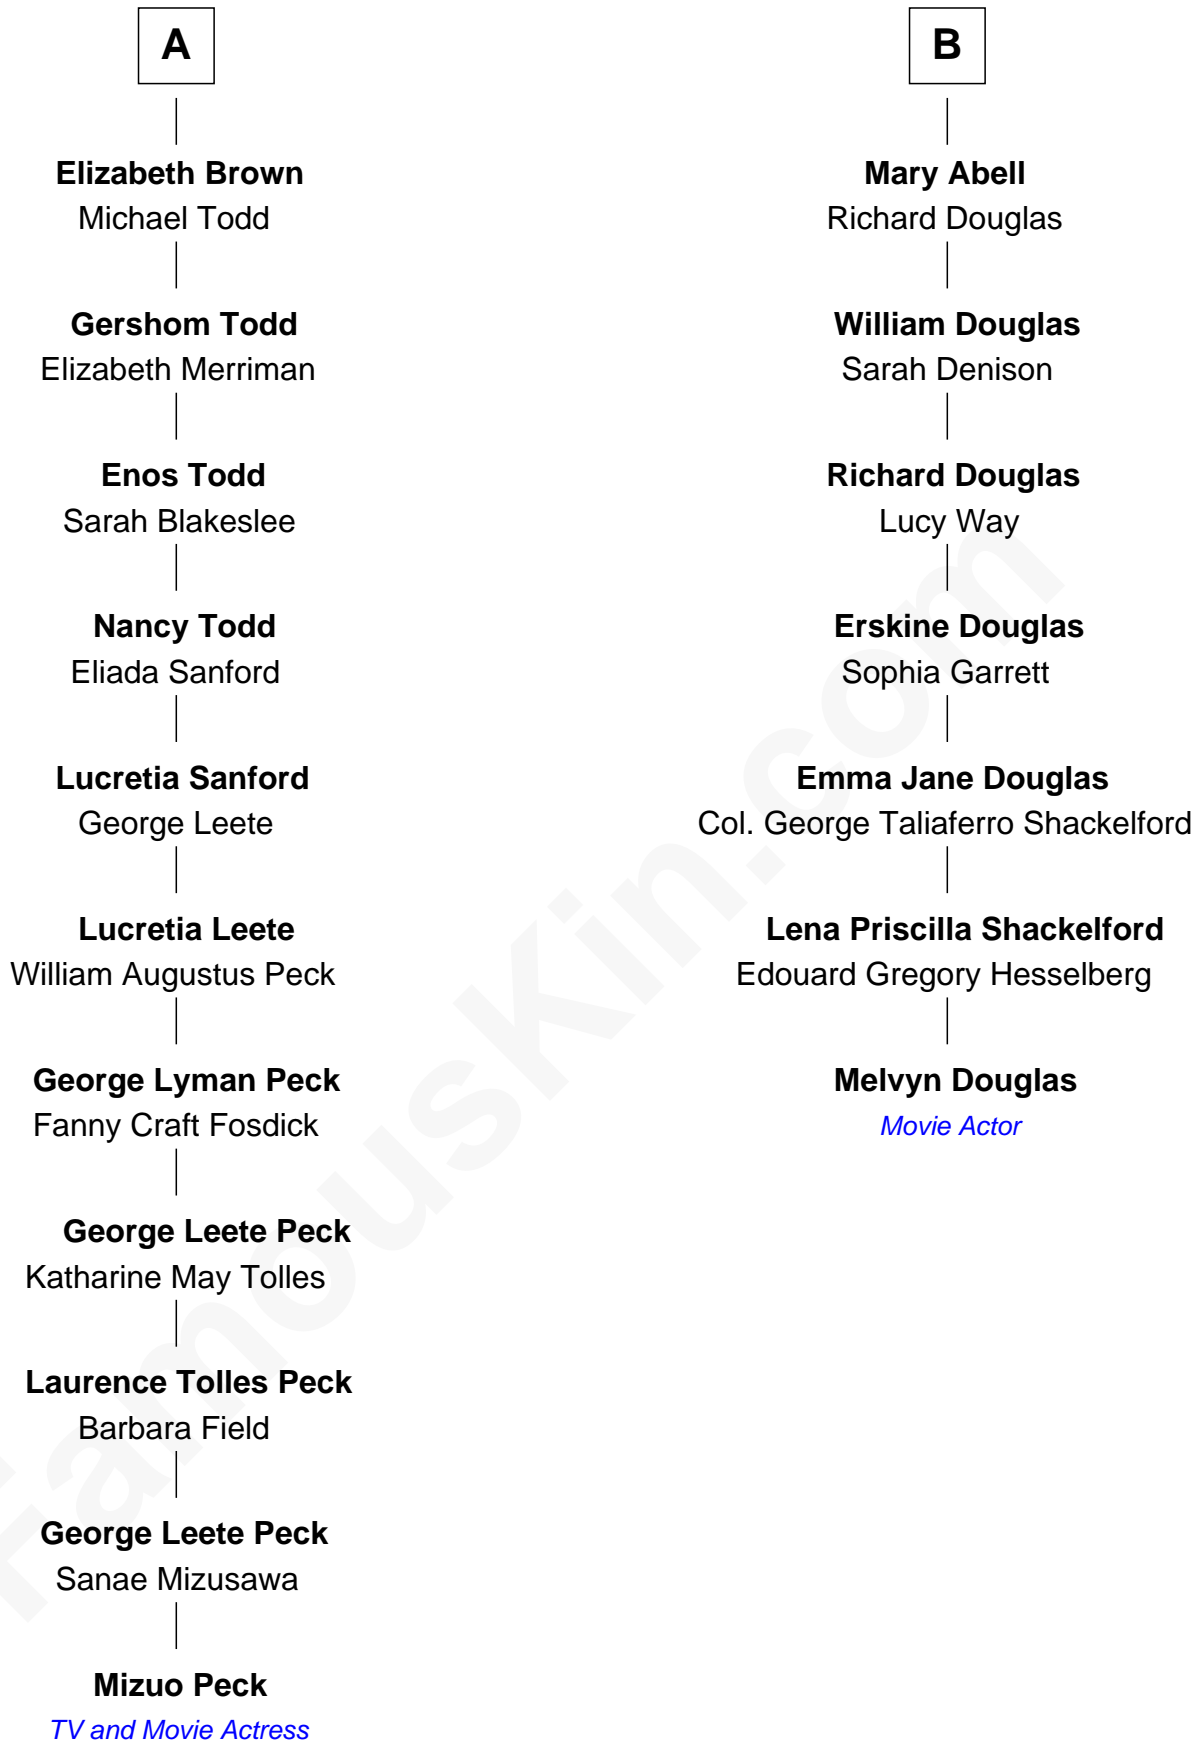 A
Elizabeth Brown
Michael Todd
Gershom Todd
Elizabeth Merriman
Enos Todd
Sarah Blakeslee
Nancy Todd
Eliada Sanford
Lucretia Sanford
George Leete
Lucretia Leete
William Augustus Peck
George Lyman Peck
Fanny Craft Fosdick
George Leete Peck
Katharine May Tolles
Laurence Tolles Peck
Barbara Field
George Leete Peck
Sanae Mizusawa
Mizuo Peck
TV and Movie Actress
B
Mary Abell
Richard Douglas
William Douglas
Sarah Denison
Richard Douglas
Lucy Way
Erskine Douglas
Sophia Garrett
Emma Jane Douglas
Col. George Taliaferro Shackelford
Lena Priscilla Shackelford
Edouard Gregory Hesselberg
Melvyn Douglas
Movie Actor
FamousKin.com